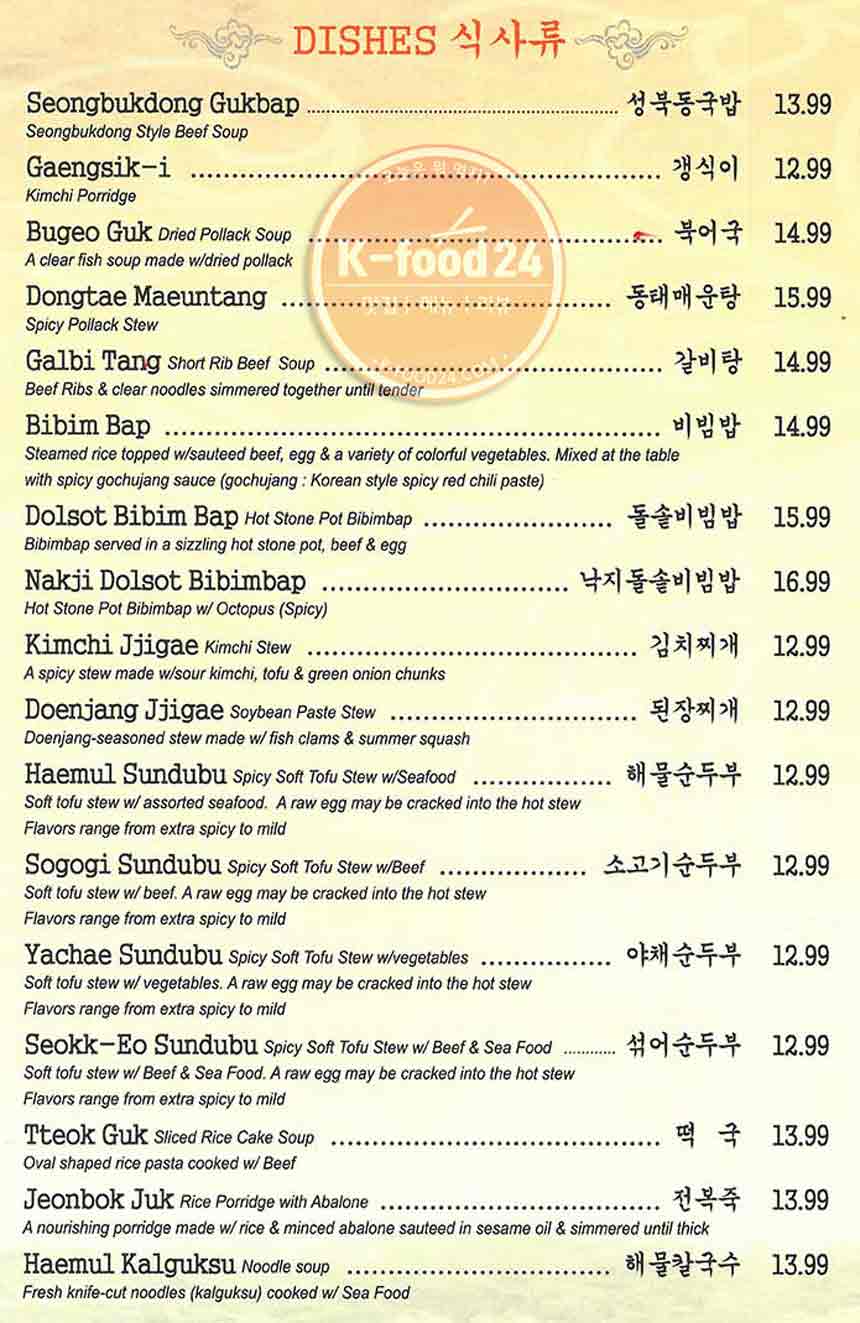 DISHES 식사류
Seongbukdong Gukbap 성북동국밥 13.99
Seongbukdong Style Beef Soup
Gaengsik-i 갱식이 12.99
Kimchi Porridge
Bugeo Guk Dried Pollack Soup 북어국 14.99
A clear fish soup made w/dried pollack
K-food24
Dongtae Maeuntang 동태매운탕 15.99
Spicy Pollack Stew
Galbi Tang Short Rib Beef Soup 갈비탕 14.99
Beef Ribs & clear noodles simmered together until tender
Bibim Bap 비빔밥 14.99
Steamed rice topped w/sauteed beef, egg & a variety of colorful vegetables. Mixed at the table
with spicy gochujang sauce (gochujang : Korean style spicy red chili paste)
Dolsot Bibim Bap Hot Stone Pot Bibimbap 돌솥비빔밥 15.99
Bibimbap served in a sizzling hot stone pot, beef & egg
Nakji Dolsot Bibimbap 낙지돌솥비빔밥 16.99
Hot Stone Pot Bibimbap w/ Octopus (Spicy)
Kimchi Jjigae Kimchi Stew 김치찌개 12.99
A spicy stew made w/sour kimchi, tofu & green onion chunks
Doenjang Jjigae Soybean Paste Stew 된장찌개 12.99
Doenjang-seasoned stew made w/ fish clams & summer squash
Haemul Sundubu Spicy Soft Tofu Stew w/Seafood 해물순두부 12.99
Soft tofu stew w/ assorted seafood. A raw egg may be cracked into the hot stew
Flavors range from extra spicy to mild
Sogogi Sundubu Spicy Soft Tofu Stew w/Beef 소고기순두부 12.99
Soft tofu stew w/ beef. A raw egg may be cracked into the hot stew
Flavors range from extra spicy to mild
Yachae Sundubu Spicy Soft Tofu Stew w/vegetables 야채순두부 12.99
Soft tofu stew w/ vegetables. A raw egg may be cracked into the hot stew
Flavors range from extra spicy to mild
Seokk-Eo Sundubu Spicy Soft Tofu Stew w/ Beef & Sea Food 섞어순두부 12.99
Soft tofu stew w/ Beef & Sea Food. A raw egg may be cracked into the hot stew
Flavors range from extra spicy to mild
Tteok Guk Sliced Rice Cake Soup 떡 국 13.99
Oval shaped rice pasta cooked w/ Beef
Jeonbok Juk Rice Porridge with Abalone 전복죽 13.99
A nourishing porridge made w/ rice & minced abalone sauteed in sesame oil & simmered until thick
Haemul Kalguksu Noodle soup 해물칼국수 13.99
Fresh knife-cut noodles (kalguksu) cooked w/ Sea Food